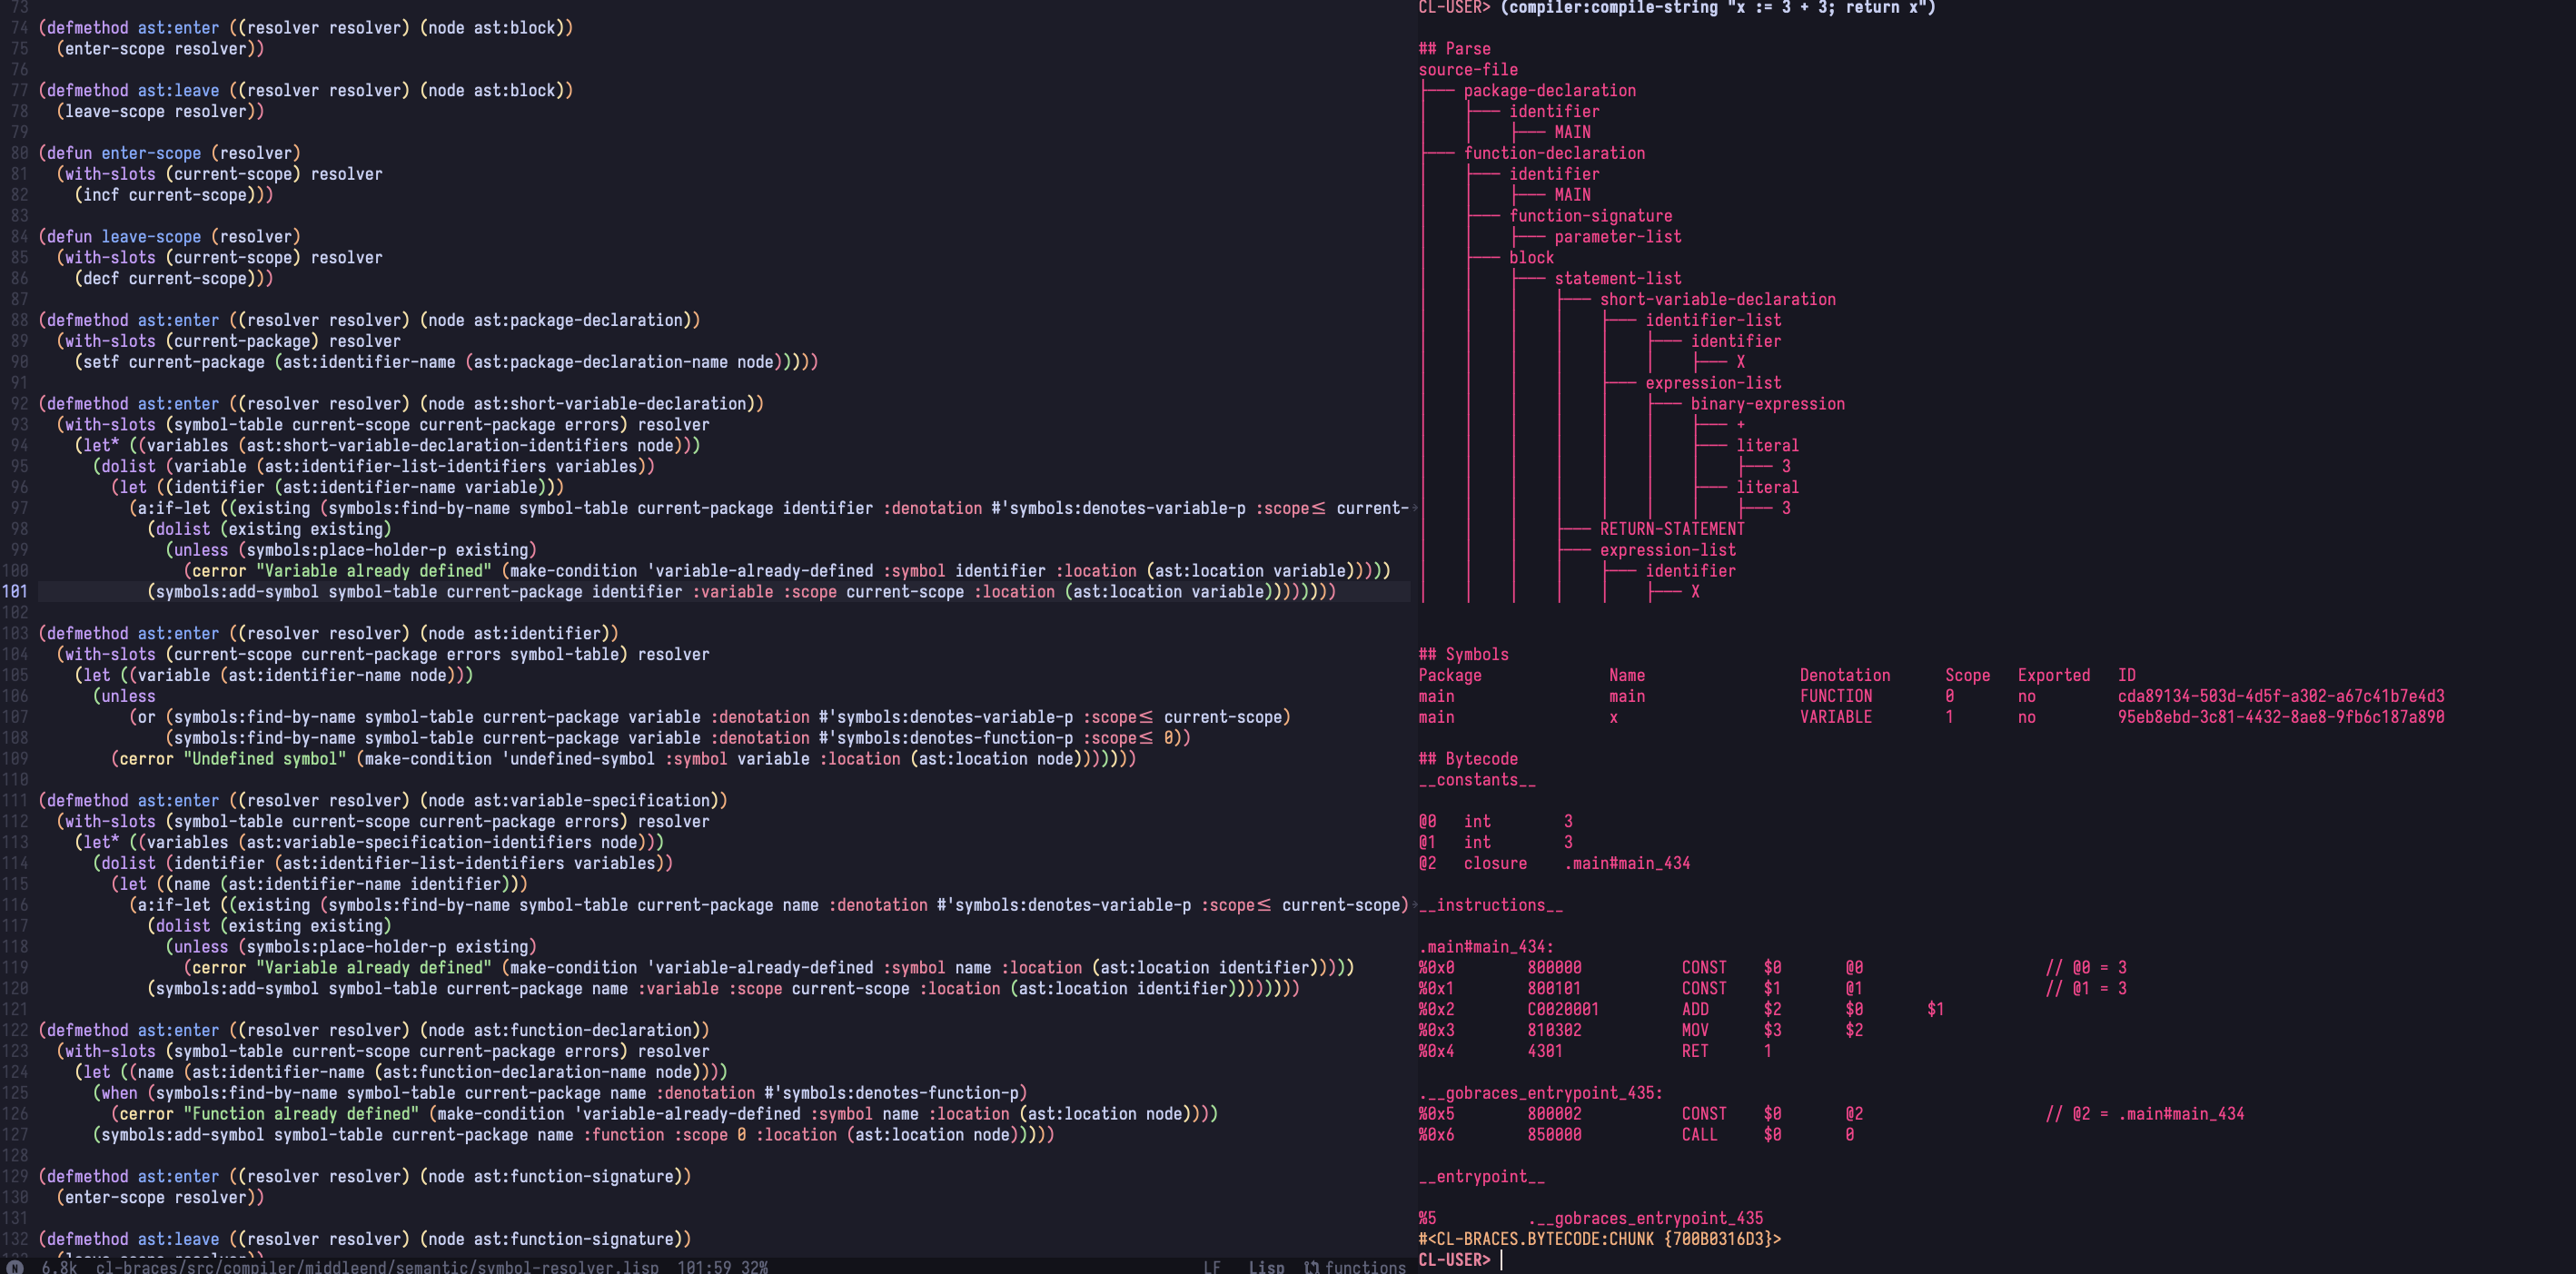 73
74 (defmethod ast:enter ((resolver resolver) (node ast:block))
75   (enter-scope resolver))
76
77 (defmethod ast:leave ((resolver resolver) (node ast:block))
78   (leave-scope resolver))
79
80 (defun enter-scope (resolver)
81   (with-slots (current-scope) resolver
82     (incf current-scope)))
83
84 (defun leave-scope (resolver)
85   (with-slots (current-scope) resolver
86     (decf current-scope)))
87
88 (defmethod ast:enter ((resolver resolver) (node ast:package-declaration))
89   (with-slots (current-package) resolver
90     (setf current-package (ast:identifier-name (ast:package-declaration-name node)))))
91
92 (defmethod ast:enter ((resolver resolver) (node ast:short-variable-declaration))
93   (with-slots (symbol-table current-scope current-package errors) resolver
94     (let* ((variables (ast:short-variable-declaration-identifiers node)))
95       (dolist (variable (ast:identifier-list-identifiers variables))
96         (let ((identifier (ast:identifier-name variable)))
97           (a:if-let ((existing (symbols:find-by-name symbol-table current-package identifier :denotation #'symbols:denotes-variable-p :scope≤ current-
98             (dolist (existing existing)
99               (unless (symbols:place-holder-p existing)
100                 (cerror "Variable already defined" (make-condition 'variable-already-defined :symbol identifier :location (ast:location variable)))))
101             (symbols:add-symbol symbol-table current-package identifier :variable :scope current-scope :location (ast:location variable))))))))
102
103 (defmethod ast:enter ((resolver resolver) (node ast:identifier))
104   (with-slots (current-scope current-package errors symbol-table) resolver
105     (let ((variable (ast:identifier-name node)))
106       (unless
107           (or (symbols:find-by-name symbol-table current-package variable :denotation #'symbols:denotes-variable-p :scope≤ current-scope)
108               (symbols:find-by-name symbol-table current-package variable :denotation #'symbols:denotes-function-p :scope≤ 0))
109         (cerror "Undefined symbol" (make-condition 'undefined-symbol :symbol variable :location (ast:location node)))))))
110
111 (defmethod ast:enter ((resolver resolver) (node ast:variable-specification))
112   (with-slots (symbol-table current-scope current-package errors) resolver
113     (let* ((variables (ast:variable-specification-identifiers node)))
114       (dolist (identifier (ast:identifier-list-identifiers variables))
115         (let ((name (ast:identifier-name identifier)))
116           (a:if-let ((existing (symbols:find-by-name symbol-table current-package name :denotation #'symbols:denotes-variable-p :scope≤ current-scope)
117             (dolist (existing existing)
118               (unless (symbols:place-holder-p existing)
119                 (cerror "Variable already defined" (make-condition 'variable-already-defined :symbol name :location (ast:location identifier)))))
120             (symbols:add-symbol symbol-table current-package name :variable :scope current-scope :location (ast:location identifier))))))))
121
122 (defmethod ast:enter ((resolver resolver) (node ast:function-declaration))
123   (with-slots (symbol-table current-scope current-package errors) resolver
124     (let ((name (ast:identifier-name (ast:function-declaration-name node))))
125       (when (symbols:find-by-name symbol-table current-package name :denotation #'symbols:denotes-function-p)
126         (cerror "Function already defined" (make-condition 'variable-already-defined :symbol name :location (ast:location node))))
127       (symbols:add-symbol symbol-table current-package name :function :scope 0 :location (ast:location node)))))
128
129 (defmethod ast:enter ((resolver resolver) (node ast:function-signature))
130   (enter-scope resolver))
131
132 (defmethod ast:leave ((resolver resolver) (node ast:function-signature))
N 6.8k cl-braces/src/compiler/middleend/semantic/symbol-resolver.lisp 101:59 32% LF Lisp functions
CL-USER> (compiler:compile-string "x := 3 + 3; return x")
## Parse
source-file
├── package-declaration
│   ├── identifier
│   │   ├── MAIN
├── function-declaration
│   ├── identifier
│   │   ├── MAIN
│   ├── function-signature
│   │   ├── parameter-list
│   ├── block
│   │   ├── statement-list
│   │   │   ├── short-variable-declaration
│   │   │   │   ├── identifier-list
│   │   │   │   │   ├── identifier
│   │   │   │   │   │   ├── X
│   │   │   │   ├── expression-list
│   │   │   │   │   ├── binary-expression
│   │   │   │   │   │   ├── +
│   │   │   │   │   │   ├── literal
│   │   │   │   │   │   │   ├── 3
│   │   │   │   │   │   ├── literal
│   │   │   │   │   │   │   ├── 3
│   │   │   ├── RETURN-STATEMENT
│   │   │   ├── expression-list
│   │   │   │   ├── identifier
│   │   │   │   │   ├── X
## Symbols
Package Name Denotation Scope Exported ID
main main FUNCTION 0 no cda89134-503d-4d5f-a302-a67c41b7e4d3
main x VARIABLE 1 no 95eb8ebd-3c81-4432-8ae8-9fb6c187a890
## Bytecode
__constants__
@0 int 3
@1 int 3
@2 closure .main#main_434
__instructions__
.main#main_434:
%0x0 800000 CONST $0 @0 // @0 = 3
%0x1 800101 CONST $1 @1 // @1 = 3
%0x2 C0020001 ADD $2 $0 $1
%0x3 810302 MOV $3 $2
%0x4 4301 RET 1
.__gobraces_entrypoint_435:
%0x5 800002 CONST $0 @2 // @2 = .main#main_434
%0x6 850000 CALL $0 0
__entrypoint__
%5 .__gobraces_entrypoint_435
#<CL-BRACES.BYTECODE:CHUNK {700B0316D3}>
CL-USER>